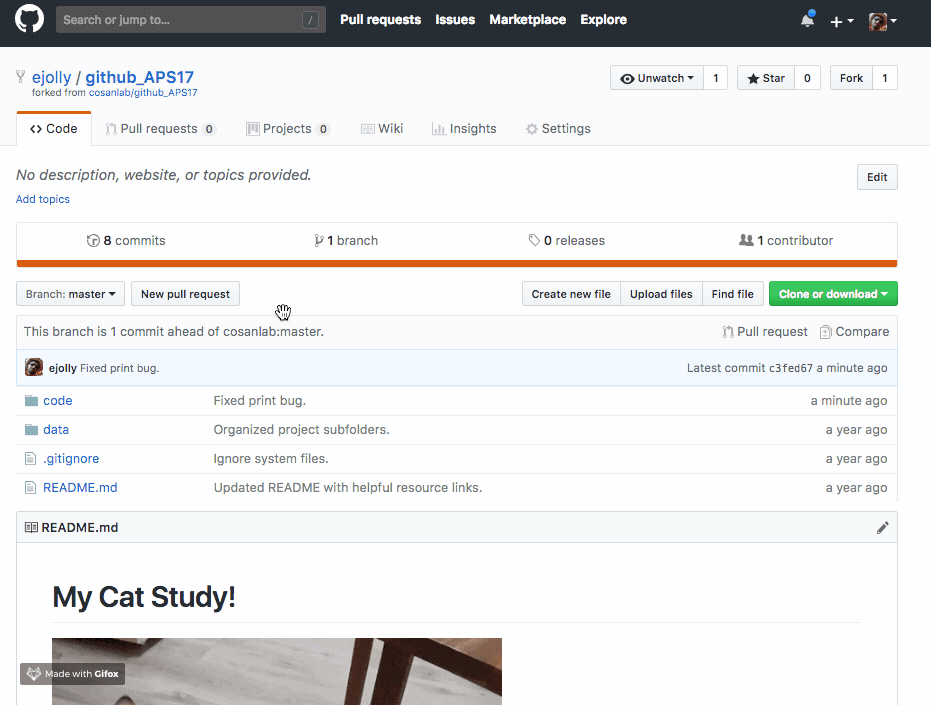 Search or jump to... / Pull requests Issues Marketplace Explore
ejolly / github_APS17 Unwatch 1 Star 0 Fork 1
forked from cosanlab/github_APS17
Code Pull requests 0 Projects 0 Wiki Insights Settings
No description, website, or topics provided. Edit
Add topics
8 commits 1 branch 0 releases 1 contributor
Branch: master New pull request Create new file Upload files Find file Clone or download
This branch is 1 commit ahead of cosanlab:master. Pull request Compare
ejolly Fixed print bug. Latest commit c3fed67 a minute ago
code Fixed print bug. a minute ago
data Organized project subfolders. a year ago
.gitignore Ignore system files. a year ago
README.md Updated README with helpful resource links. a year ago
README.md
My Cat Study!
Made with Gifox